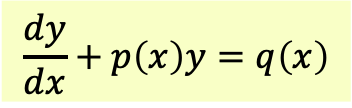 dy/dx + p(x)y = q(x)